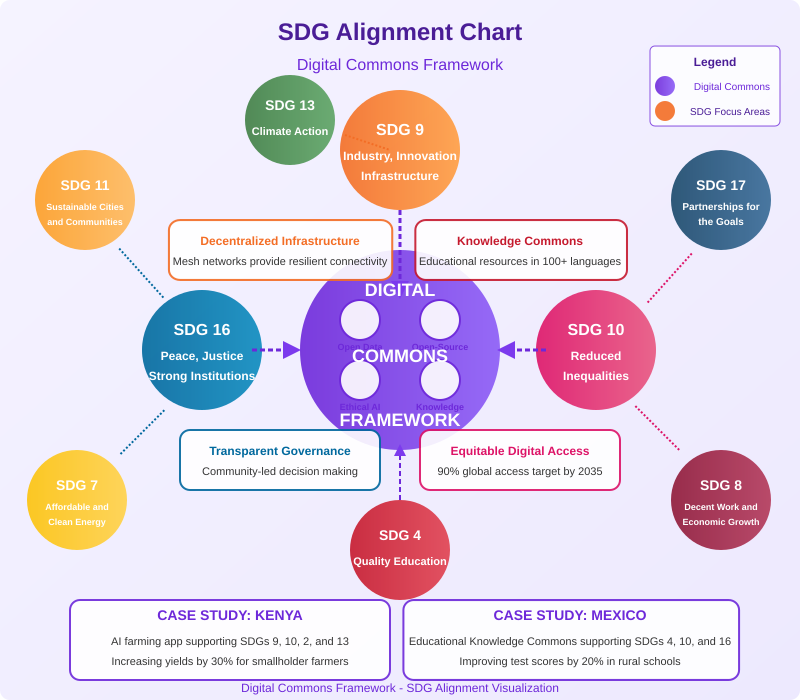 SDG Alignment Chart
Digital Commons Framework
Legend
Digital Commons
SDG Focus Areas
SDG 13
Climate Action
SDG 9
Industry, Innovation
Infrastructure
SDG 11
Sustainable Cities
and Communities
SDG 17
Partnerships for
the Goals
Decentralized Infrastructure
Mesh networks provide resilient connectivity
Knowledge Commons
Educational resources in 100+ languages
SDG 16
Peace, Justice
Strong Institutions
DIGITAL
Open Data
Open-Source
COMMONS
Ethical AI
Knowledge
FRAMEWORK
SDG 10
Reduced
Inequalities
Transparent Governance
Community-led decision making
Equitable Digital Access
90% global access target by 2035
SDG 7
Affordable and
Clean Energy
SDG 8
Decent Work and
Economic Growth
SDG 4
Quality Education
CASE STUDY: KENYA
AI farming app supporting SDGs 9, 10, 2, and 13
Increasing yields by 30% for smallholder farmers
CASE STUDY: MEXICO
Educational Knowledge Commons supporting SDGs 4, 10, and 16
Improving test scores by 20% in rural schools
Digital Commons Framework - SDG Alignment Visualization